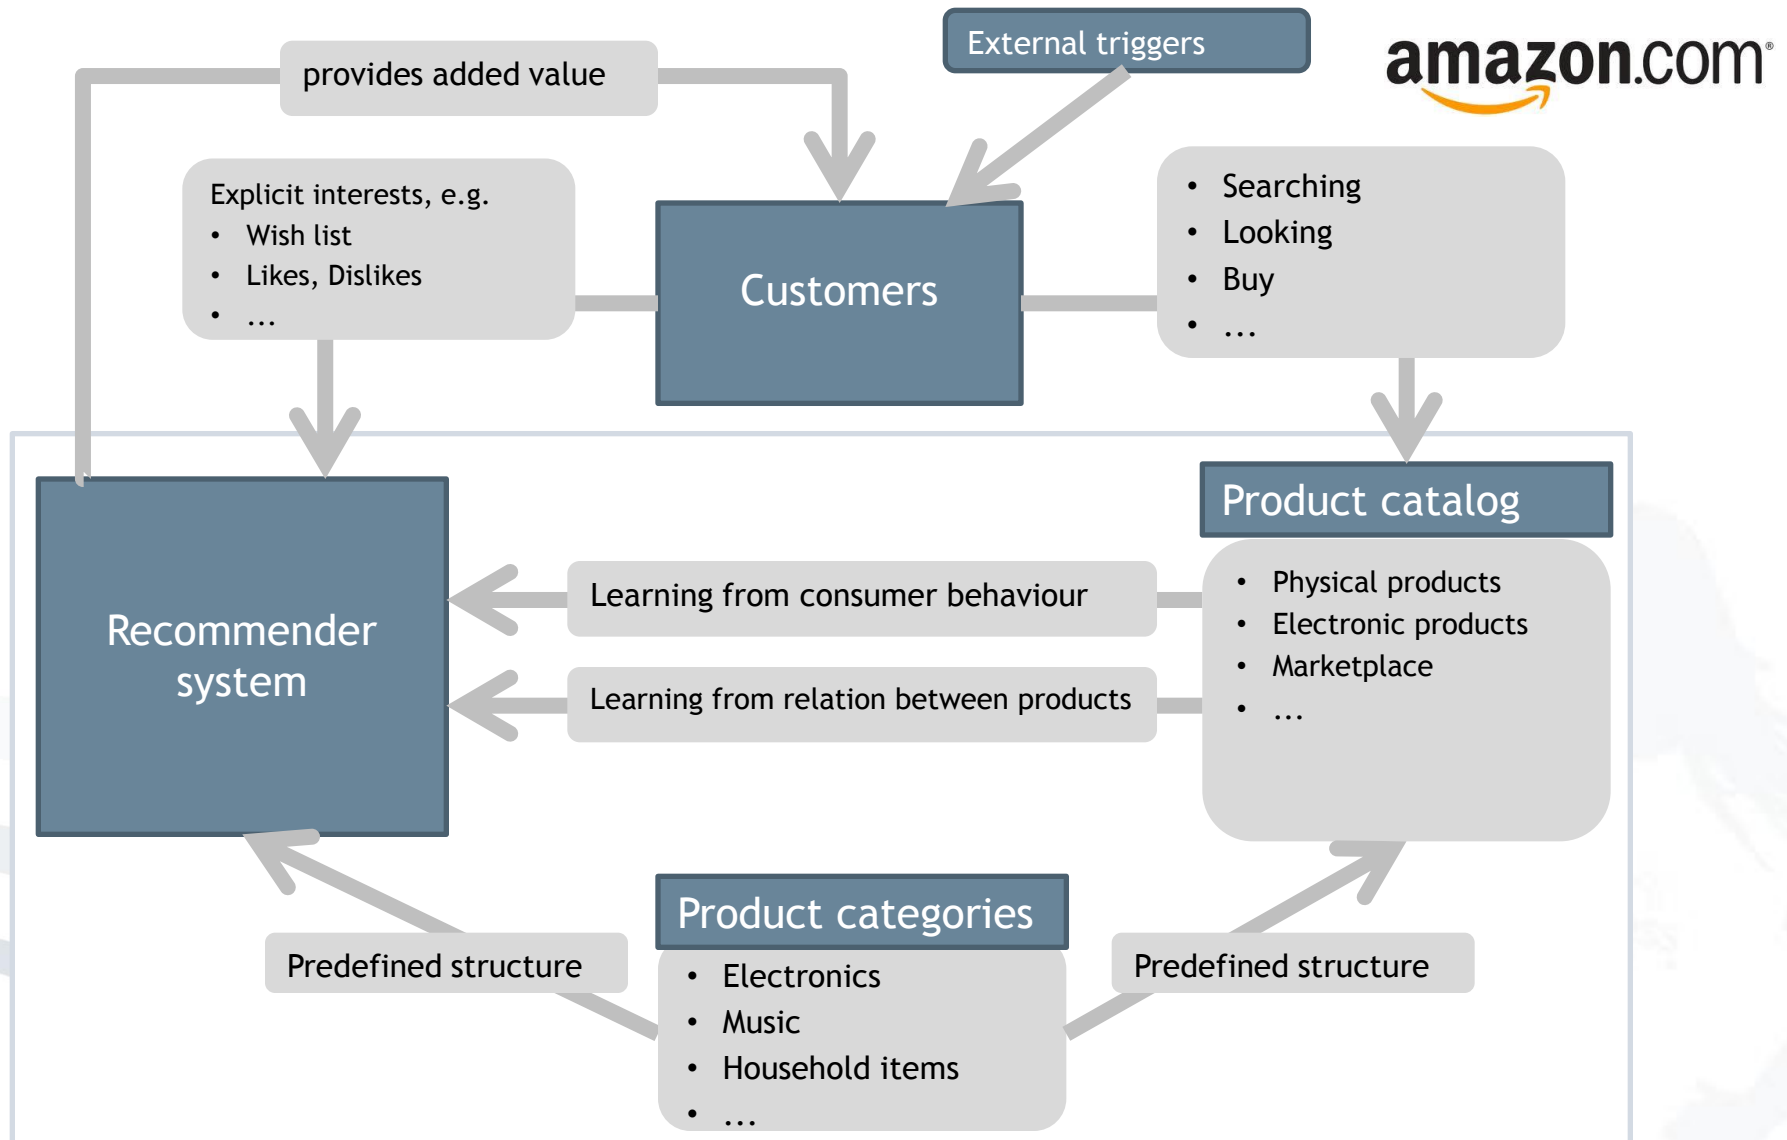 External triggers
amazon.com®
provides added value
Explicit interests, e.g.
• Wish list
• Likes, Dislikes
• ...
Customers
• Searching
• Looking
• Buy
• ...
Recommender
system
Product catalog
Learning from consumer behaviour
Learning from relation between products
• Physical products
• Electronic products
• Marketplace
• ...
Product categories
Predefined structure
Predefined structure
• Electronics
• Music
• Household items
• ...